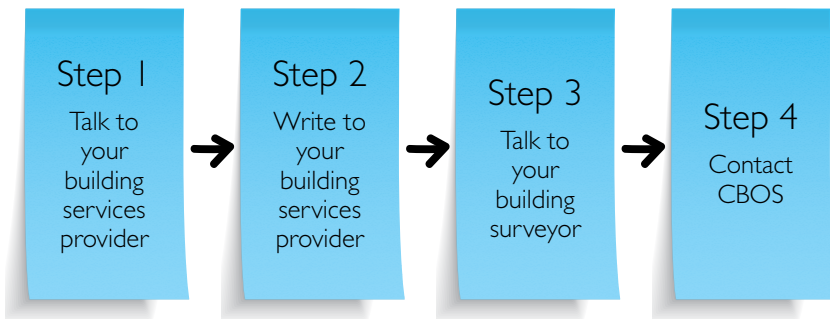 Step 1
Talk to
your
building
services
provider
Step 2
Write to
your
building
services
provider
Step 3
Talk to
your
building
surveyor
Step 4
Contact
CBOS